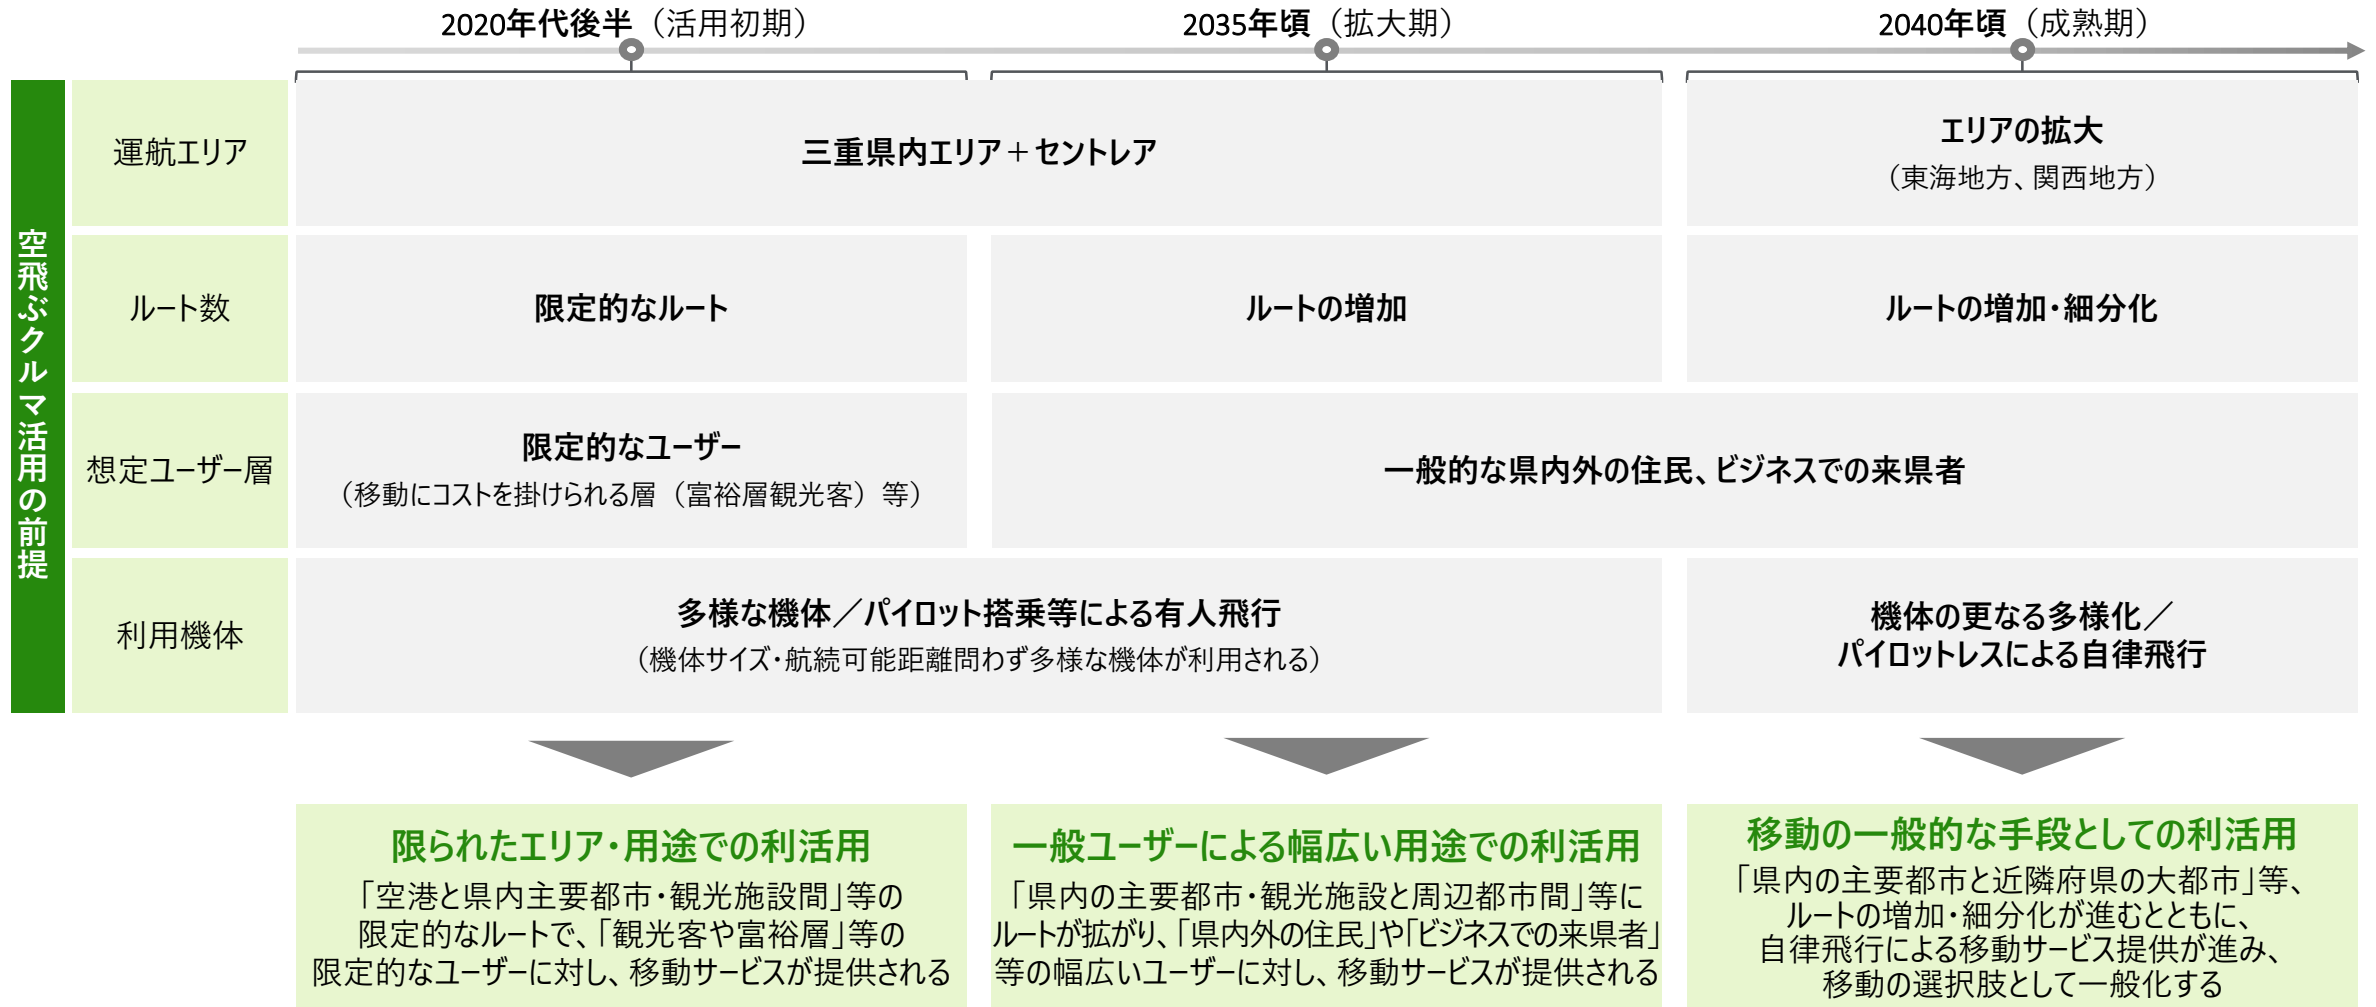 2020年代後半（活用初期）
2035年頃（拡大期）
2040年頃（成熟期）
空飛ぶクルマ活用の前提
運航エリア
三重県内エリア＋セントレア
エリアの拡大
（東海地方、関西地方）
ルート数
限定的なルート
ルートの増加
ルートの増加・細分化
想定ユーザー層
限定的なユーザー
（移動にコストを掛けられる層（富裕層観光客）等）
一般的な県内外の住民、ビジネスでの来県者
利用機体
多様な機体／パイロット搭乗等による有人飛行
（機体サイズ・航続可能距離問わず多様な機体が利用される）
機体の更なる多様化／
パイロットレスによる自律飛行
限られたエリア・用途での利活用
「空港と県内主要都市・観光施設間」等の
限定的なルートで、「観光客や富裕層」等の
限定的なユーザーに対し、移動サービスが提供される
一般ユーザーによる幅広い用途での利活用
「県内の主要都市・観光施設と周辺都市間」等に
ルートが拡がり、「県内外の住民」や「ビジネスでの来県者」
等の幅広いユーザーに対し、移動サービスが提供される
移動の一般的な手段としての利活用
「県内の主要都市と近隣府県の大都市」等、
ルートの増加・細分化が進むとともに、
自律飛行による移動サービス提供が進み、
移動の選択肢として一般化する